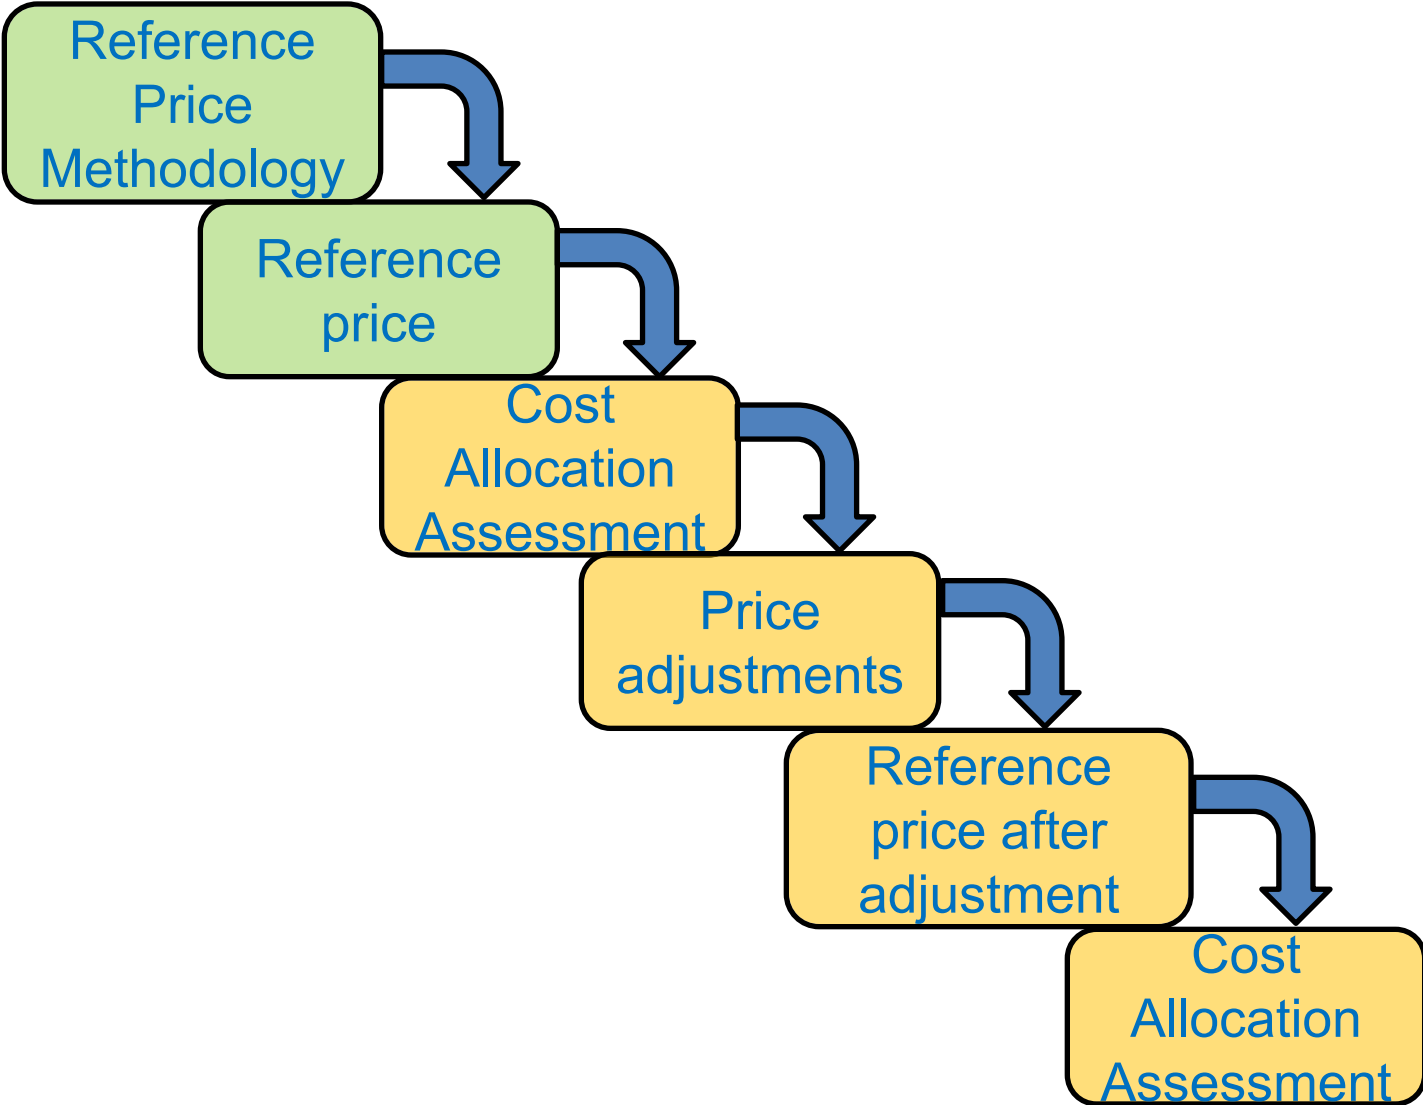 Reference
Price
Methodology
Reference
price
Cost
Allocation
Assessment
Price
adjustments
Reference
price after
adjustment
Cost
Allocation
Assessment